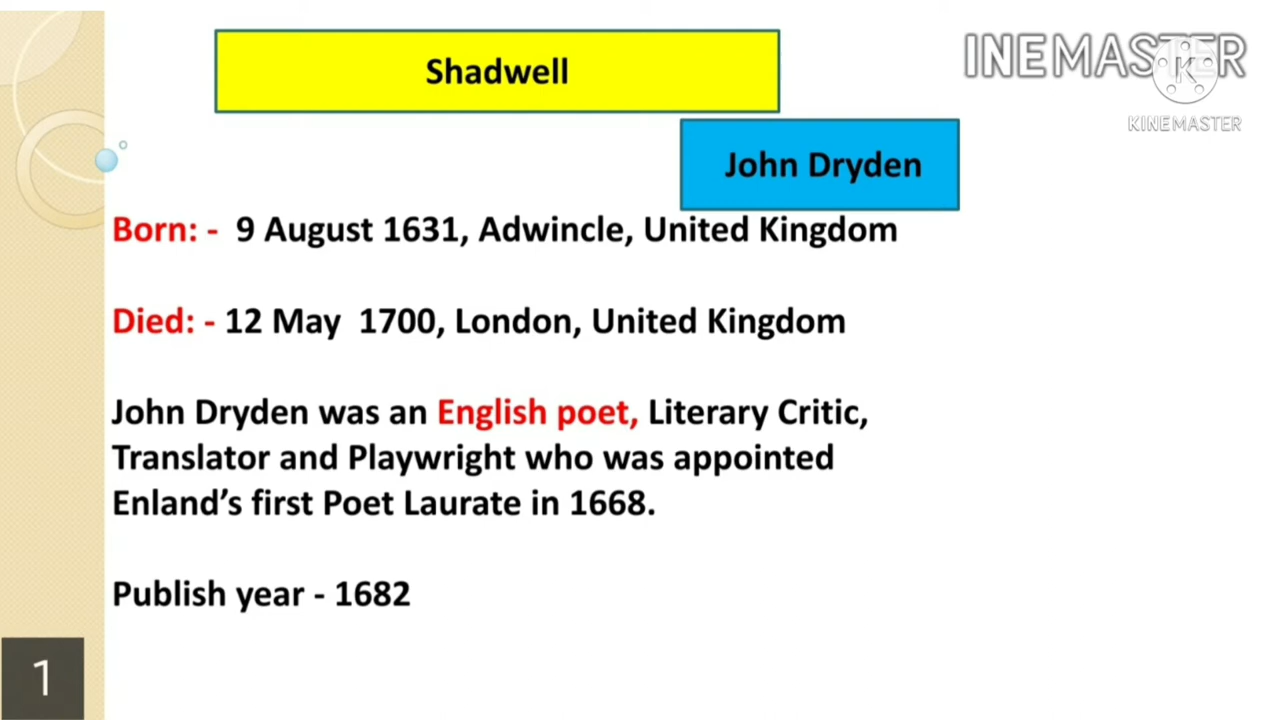 Shadwell
INEMASTER
K
KINEMASTER
John Dryden
Born: - 9 August 1631, Adwincle, United Kingdom
Died: - 12 May 1700, London, United Kingdom
John Dryden was an English poet, Literary Critic,
Translator and Playwright who was appointed
Enland's first Poet Laurate in 1668.
Publish year - 1682
1